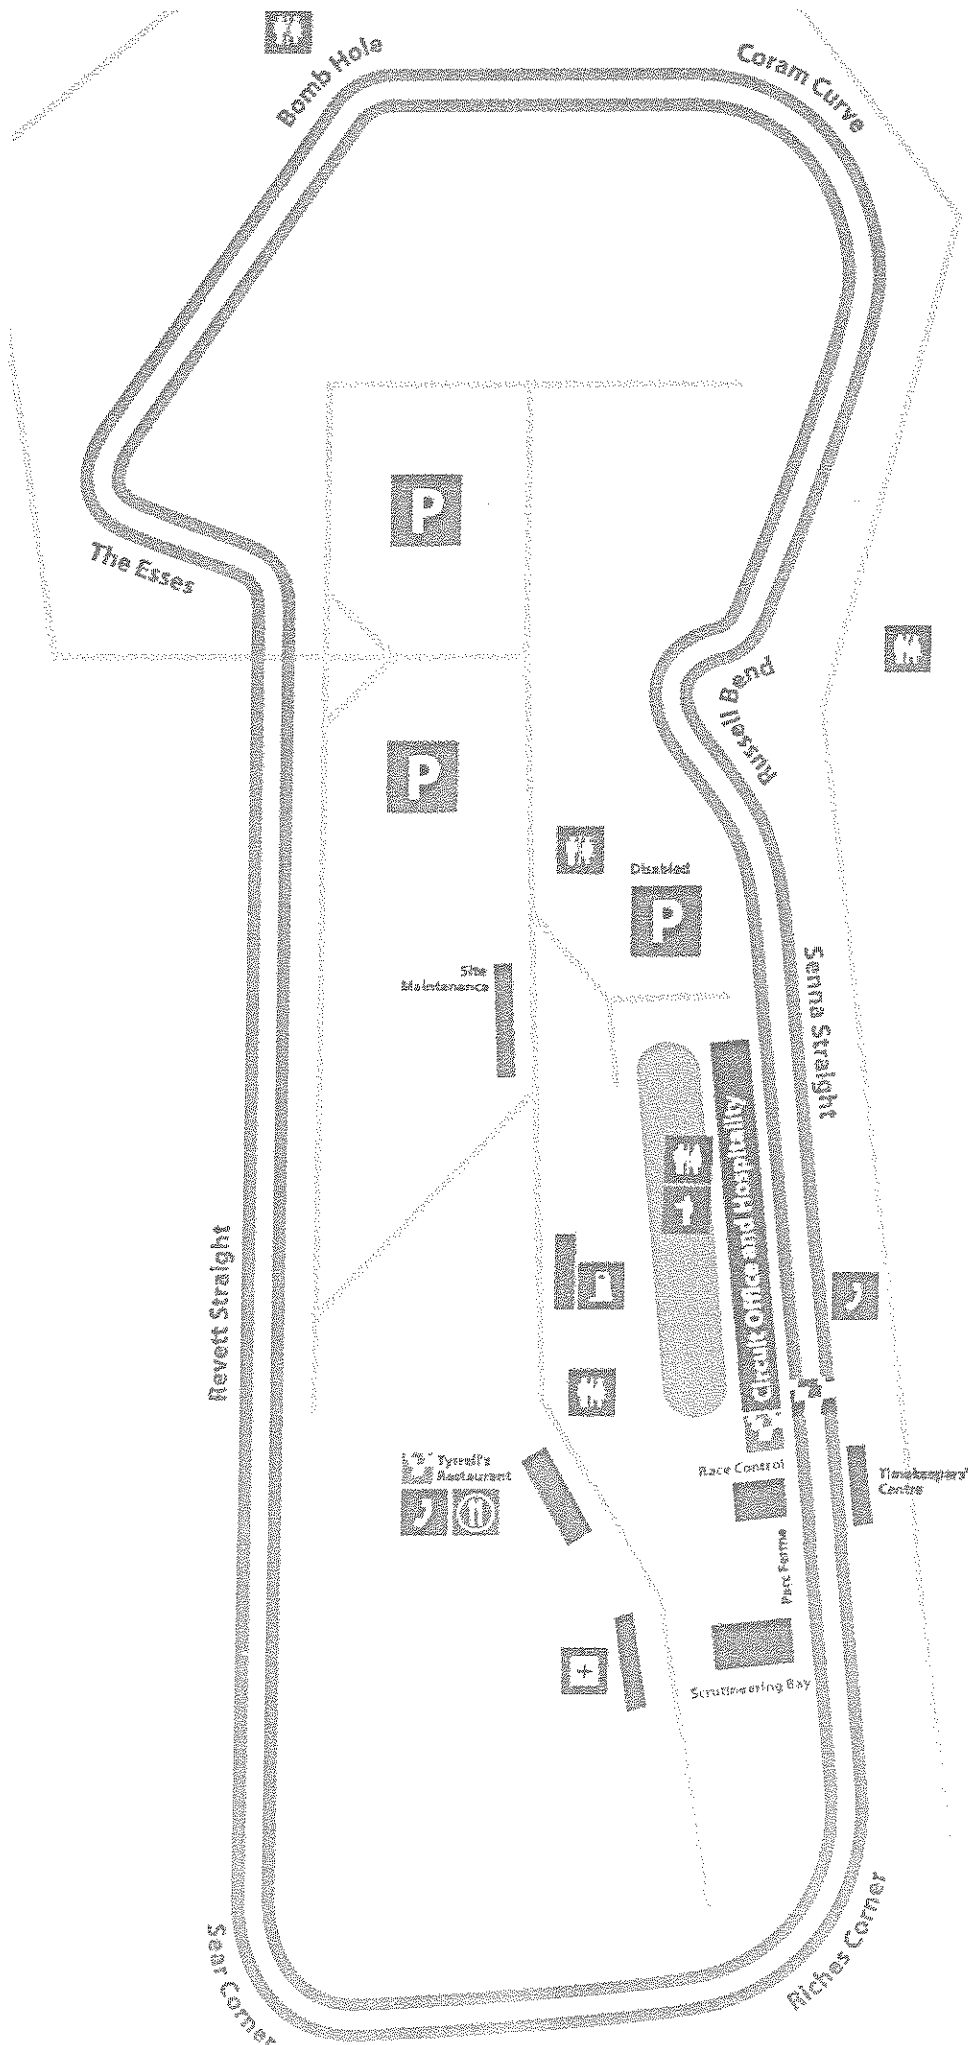 Bomb Hole
Coram Curve
P
The Esses
Russell Bend
P
Disabled
P
Site
Maintenance
Senna Straight
Circuit Office and Hospitality
Revett Straight
Tyrrell's
Restaurant
Race Control
Timekeepers'
Centre
Parc Ferme
Scrutineering Bay
Sear Corner
Riches Corner